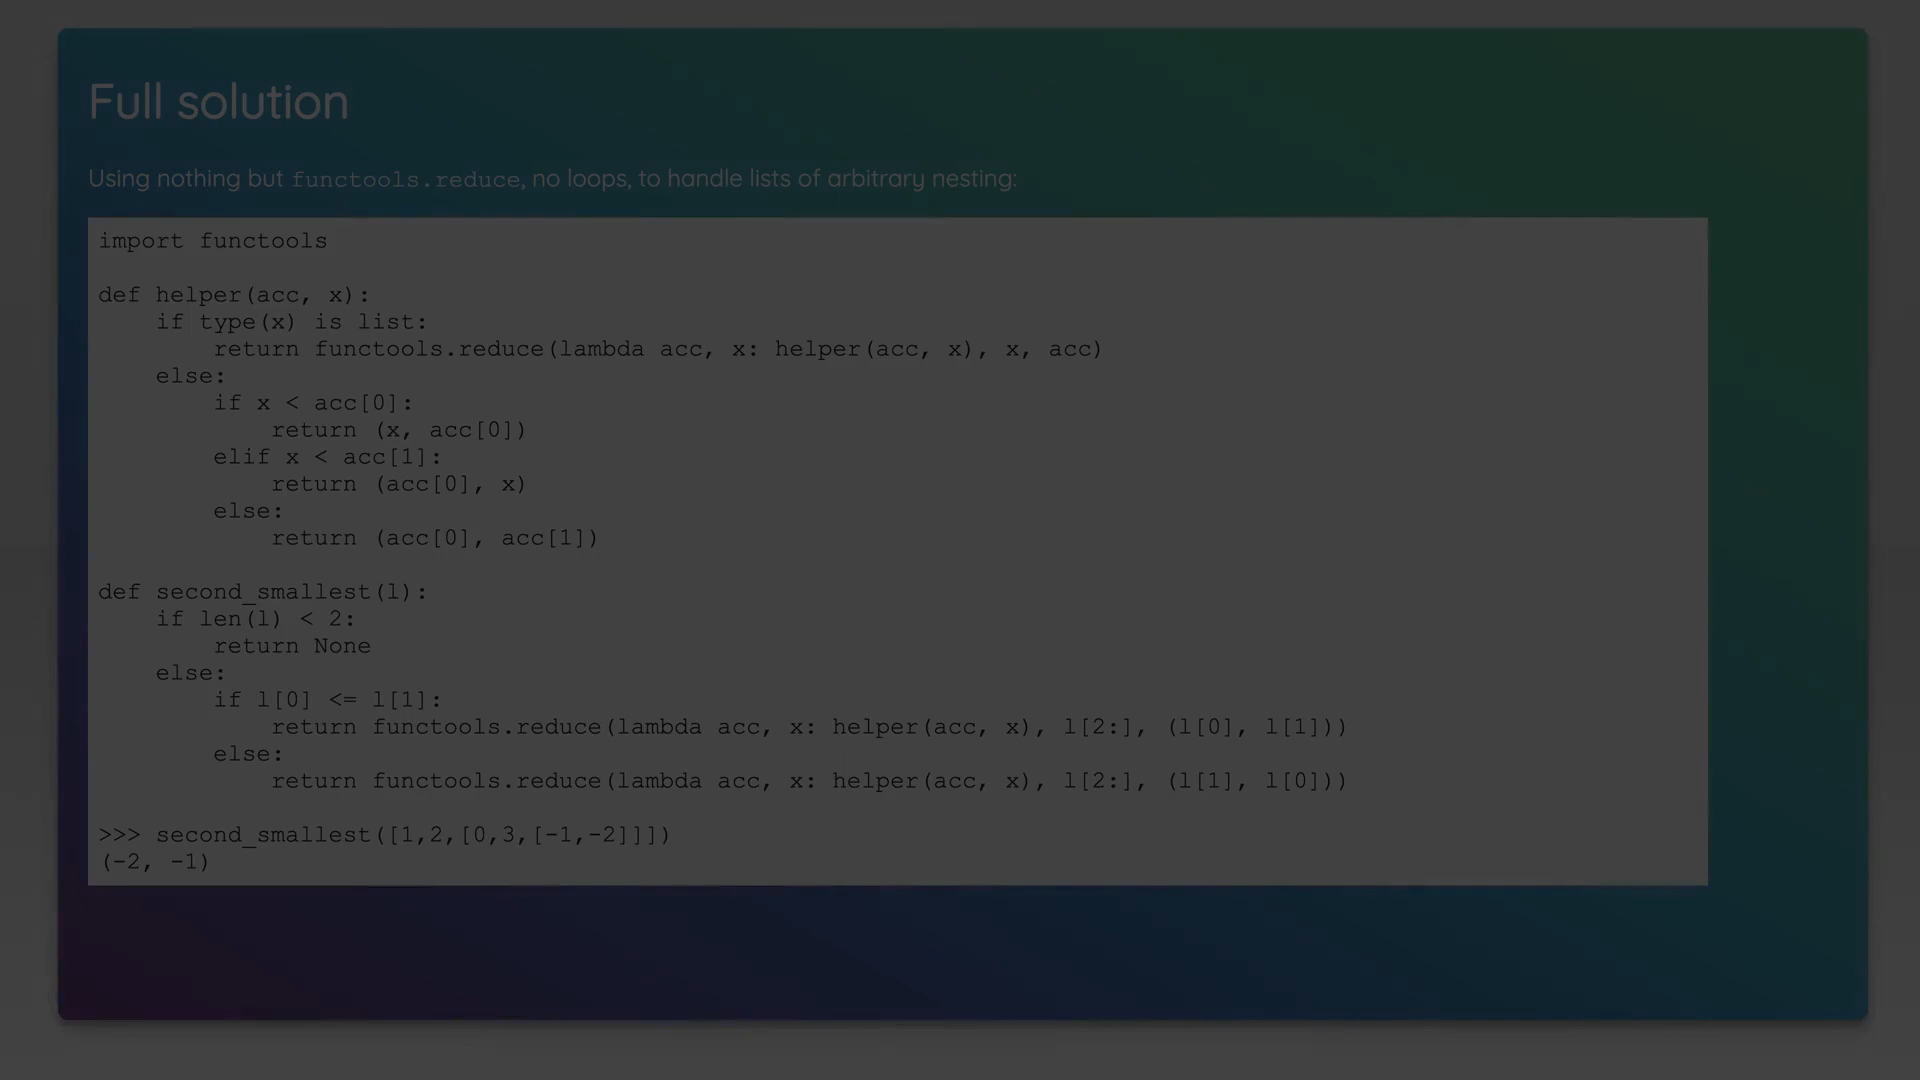 Full solution
Using nothing but functools.reduce, no loops, to handle lists of arbitrary nesting:
import functools
def helper(acc, x):
    if type(x) is list:
        return functools.reduce(lambda acc, x: helper(acc, x), x, acc)
    else:
        if x < acc[0]:
            return (x, acc[0])
        elif x < acc[1]:
            return (acc[0], x)
        else:
            return (acc[0], acc[1])
def second_smallest(l):
    if len(l) < 2:
        return None
    else:
        if l[0] <= l[1]:
            return functools.reduce(lambda acc, x: helper(acc, x), l[2:], (l[0], l[1]))
        else:
            return functools.reduce(lambda acc, x: helper(acc, x), l[2:], (l[1], l[0]))
>>> second_smallest([1,2,[0,3,[-1,-2]]])
(-2, -1)